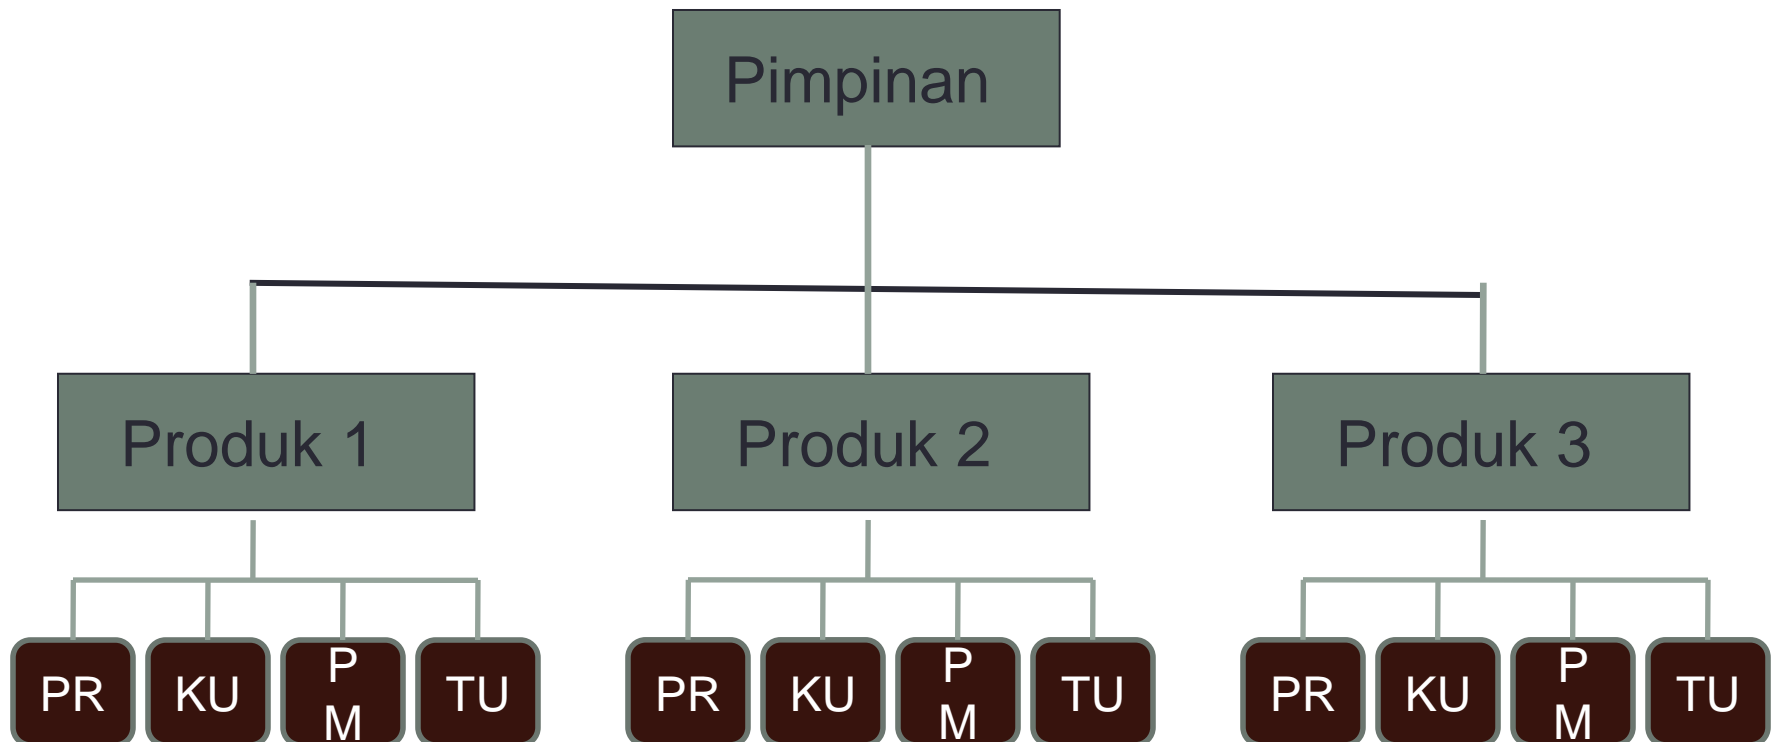 Pimpinan
Produk 1
Produk 2
Produk 3
PR
KU
P
M
TU
PR
KU
P
M
TU
PR
KU
P
M
TU